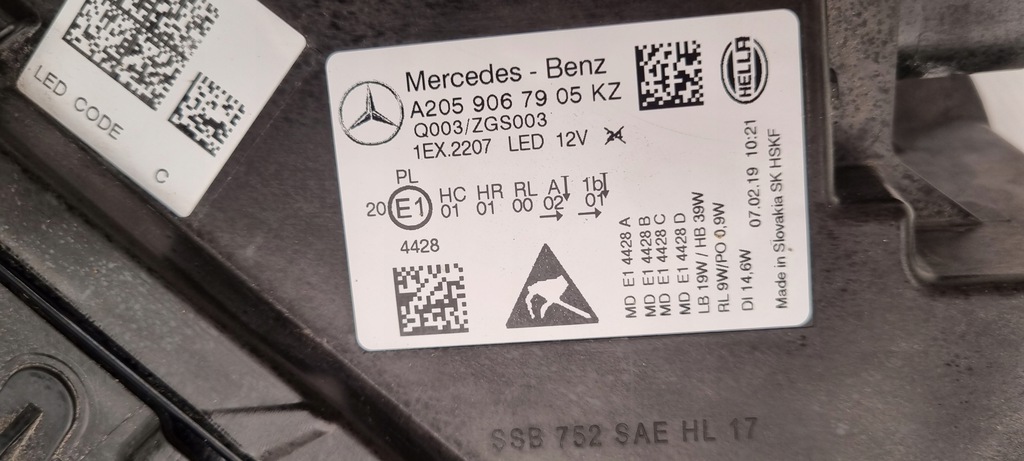 LED CODE
C
Mercedes - Benz
A205 906 79 05 KZ
Q003/ZGS003
1EX.2207 LED 12V
HELLA
PL
20 E1 HC HR RL A 1b
01 01 00 02 01
4428
MD E1 4428 A
MD E1 4428 B
MD E1 4428 C
MD E1 4428 D
LB 19W / HB 39W
RL 9W/PO 0,9W
DI 14,6W
07.02.19 10:21
Made in Slovakia SK HSKF
SSB 752 SAE HL 17